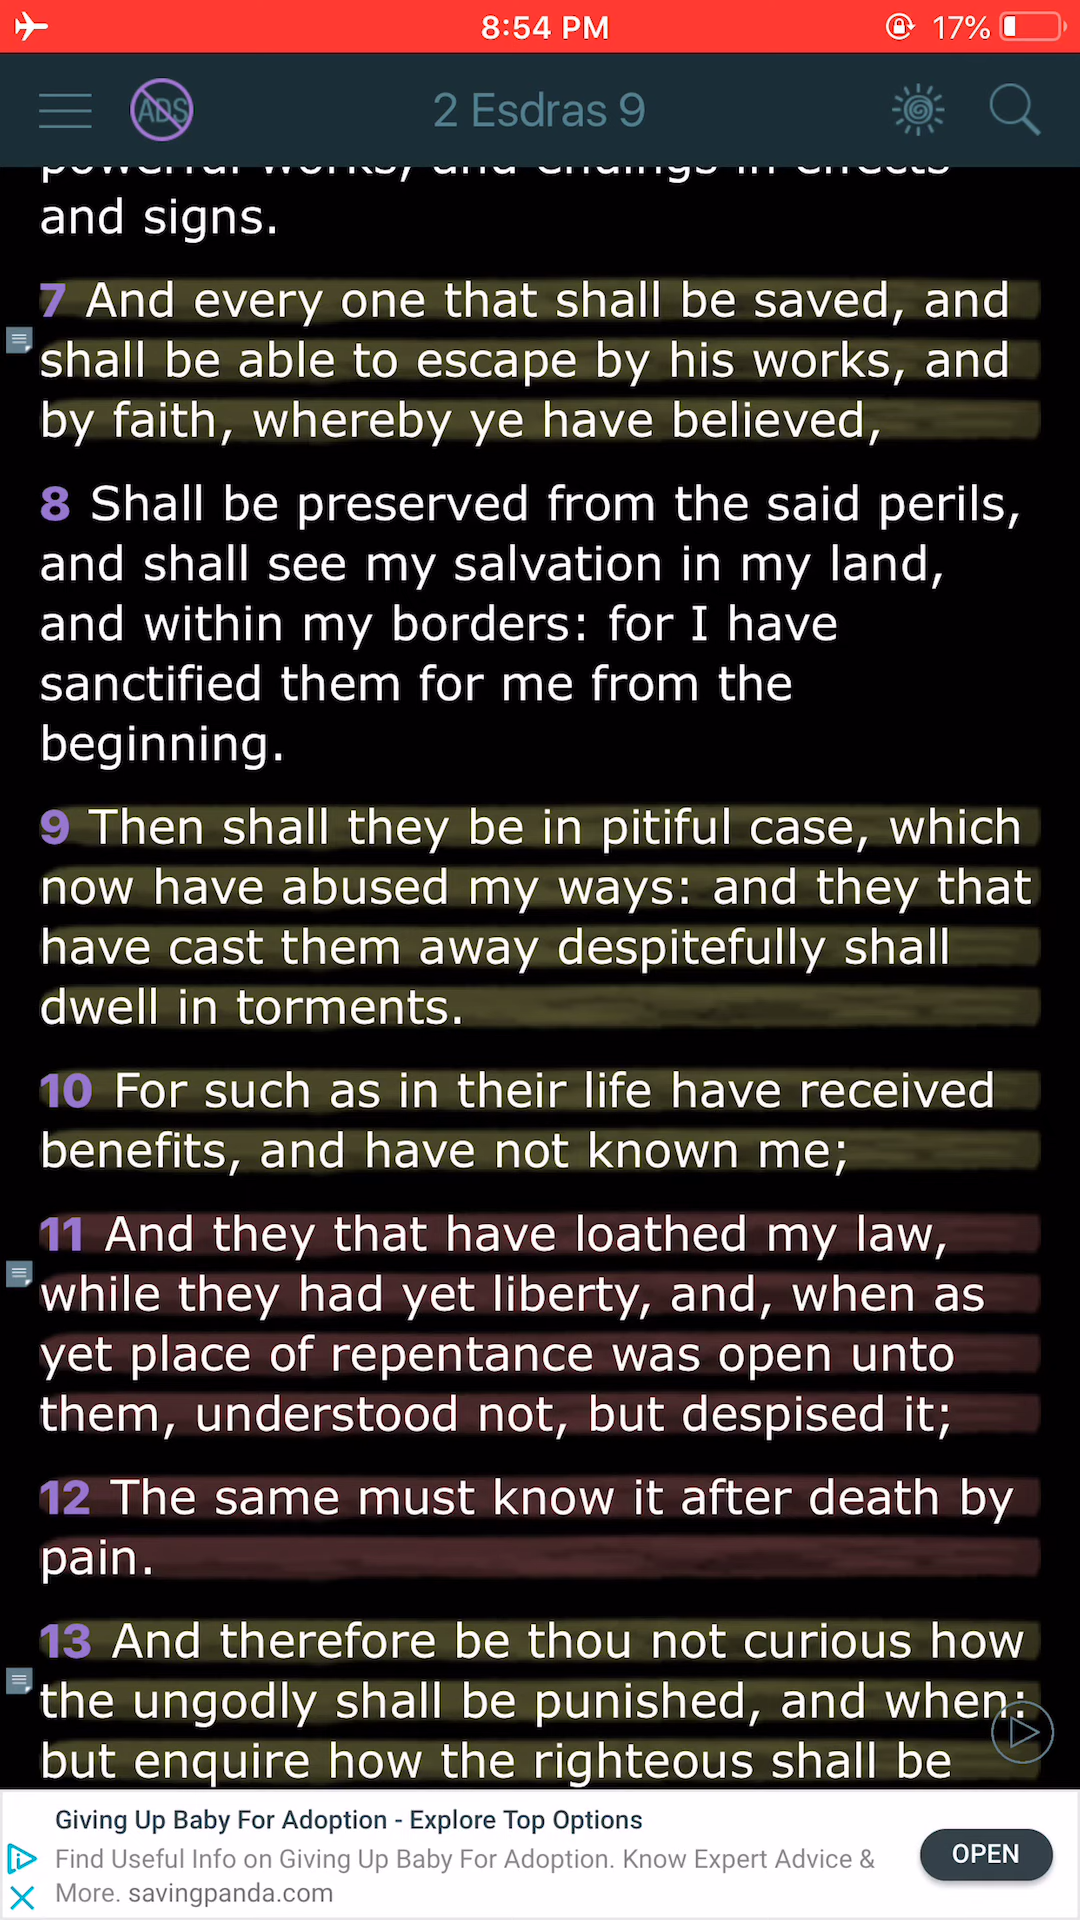 8:54 PM
17%
ADS
2 Esdras 9
powerful works, and endings in effects
and signs.
7 And every one that shall be saved, and
shall be able to escape by his works, and
by faith, whereby ye have believed,
8 Shall be preserved from the said perils,
and shall see my salvation in my land,
and within my borders: for I have
sanctified them for me from the
beginning.
9 Then shall they be in pitiful case, which
now have abused my ways: and they that
have cast them away despitefully shall
dwell in torments.
10 For such as in their life have received
benefits, and have not known me;
11 And they that have loathed my law,
while they had yet liberty, and, when as
yet place of repentance was open unto
them, understood not, but despised it;
12 The same must know it after death by
pain.
13 And therefore be thou not curious how
the ungodly shall be punished, and when:
but enquire how the righteous shall be
Giving Up Baby For Adoption - Explore Top Options
Find Useful Info on Giving Up Baby For Adoption. Know Expert Advice &
More. savingpanda.com
OPEN